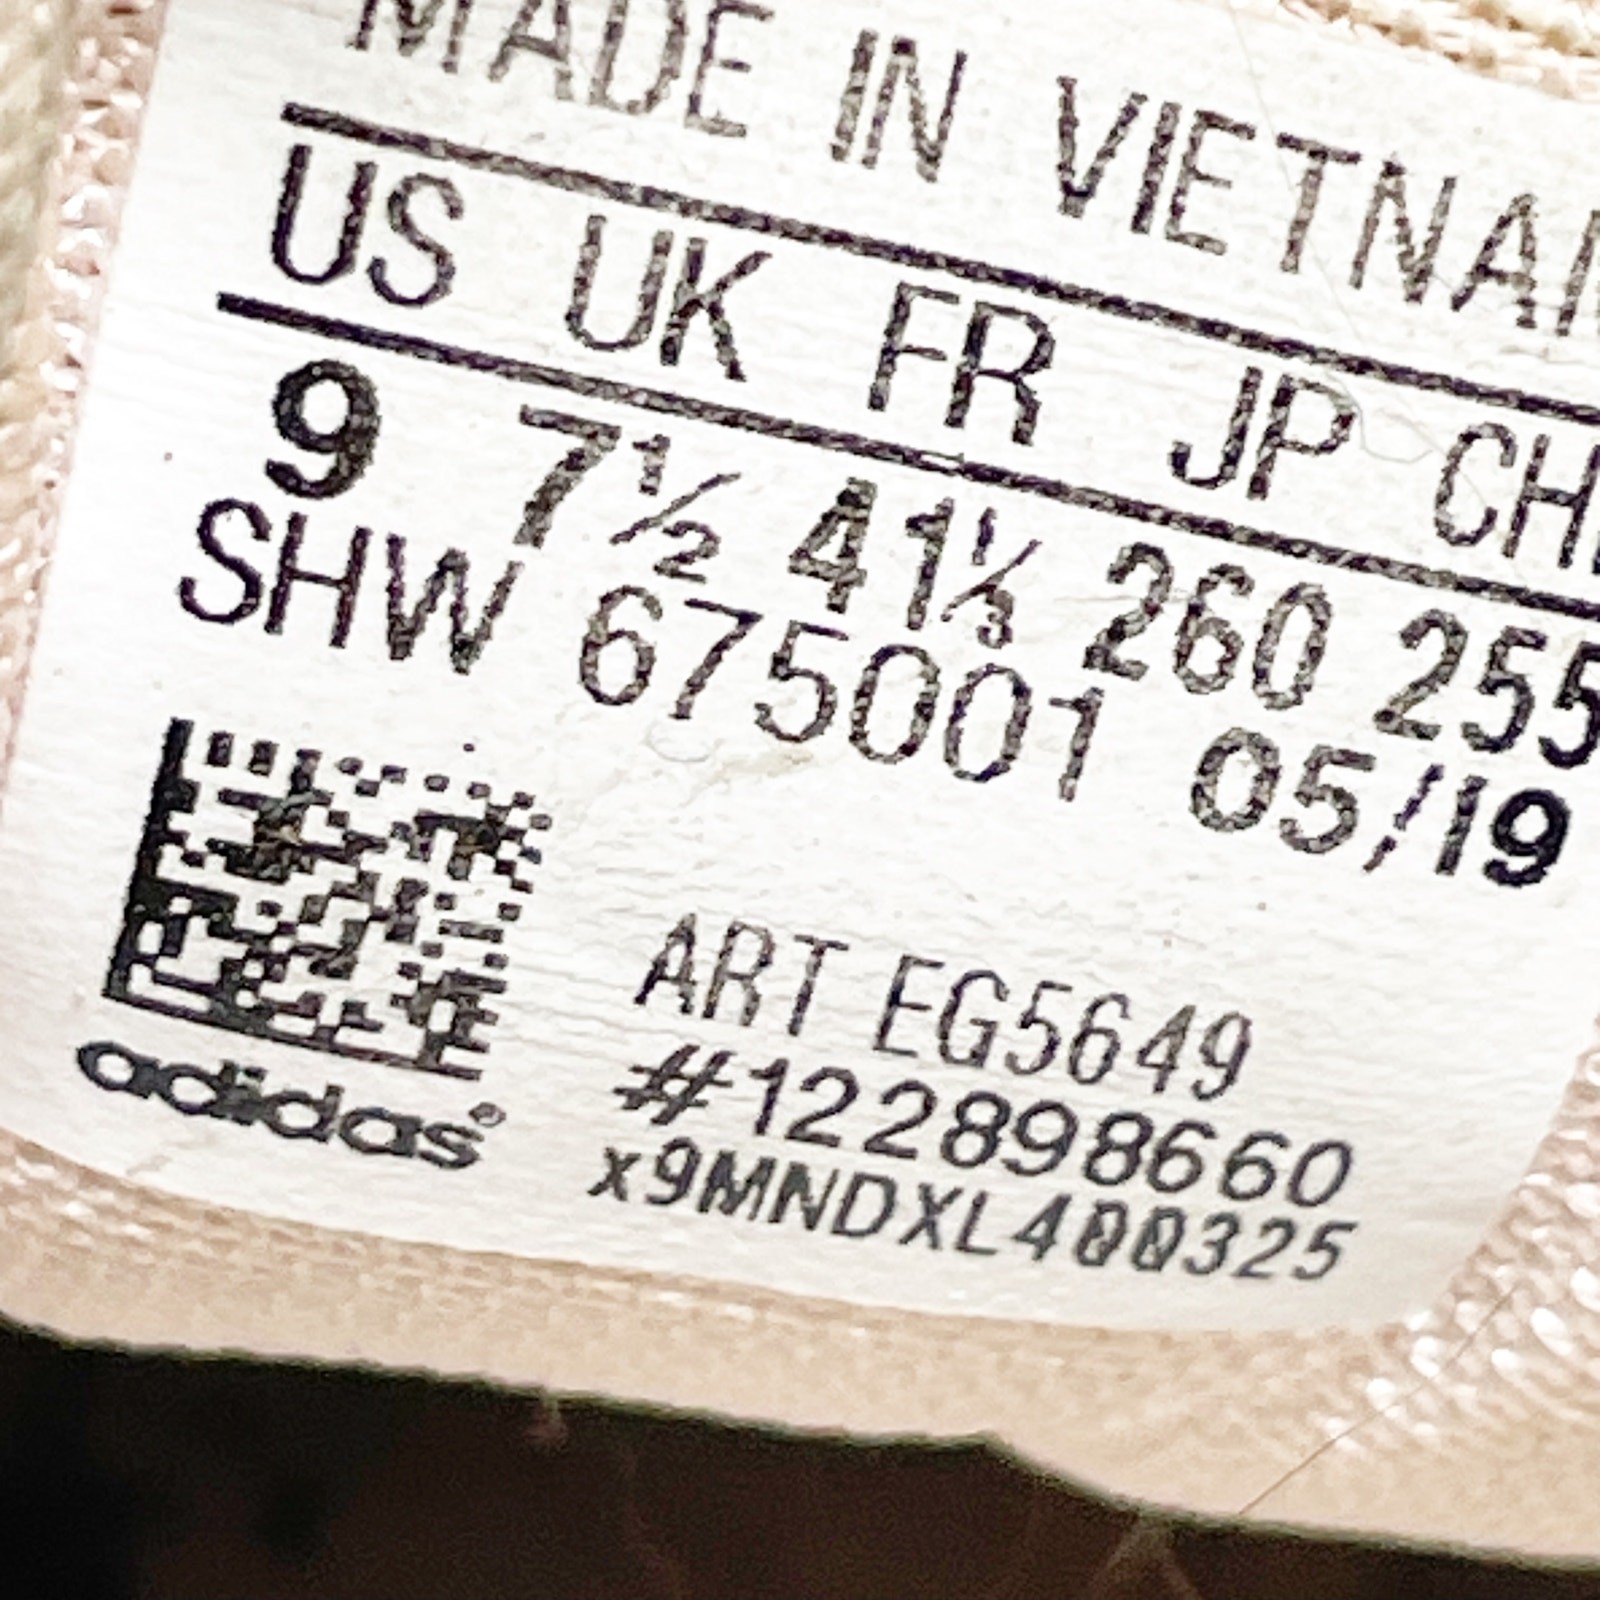 MADE IN VIETNAM
US UK FR JP CH
9 7½ 41⅓ 260 255
SHW 675001 05/19
ART EG5649
#122898660
x9MNDXL400325
adidas®